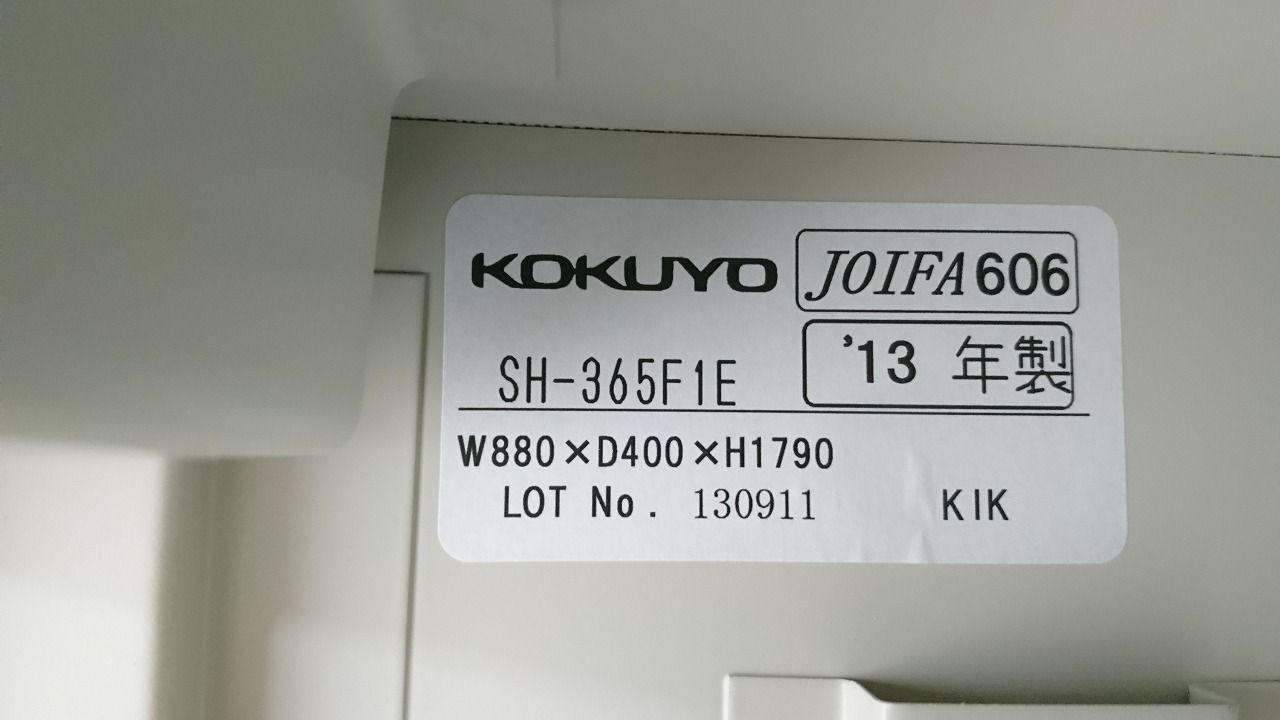 KOKUYO JOIFA606
SH-365F1E '13 年製
W880×D400×H1790
LOT No. 130911 KIK